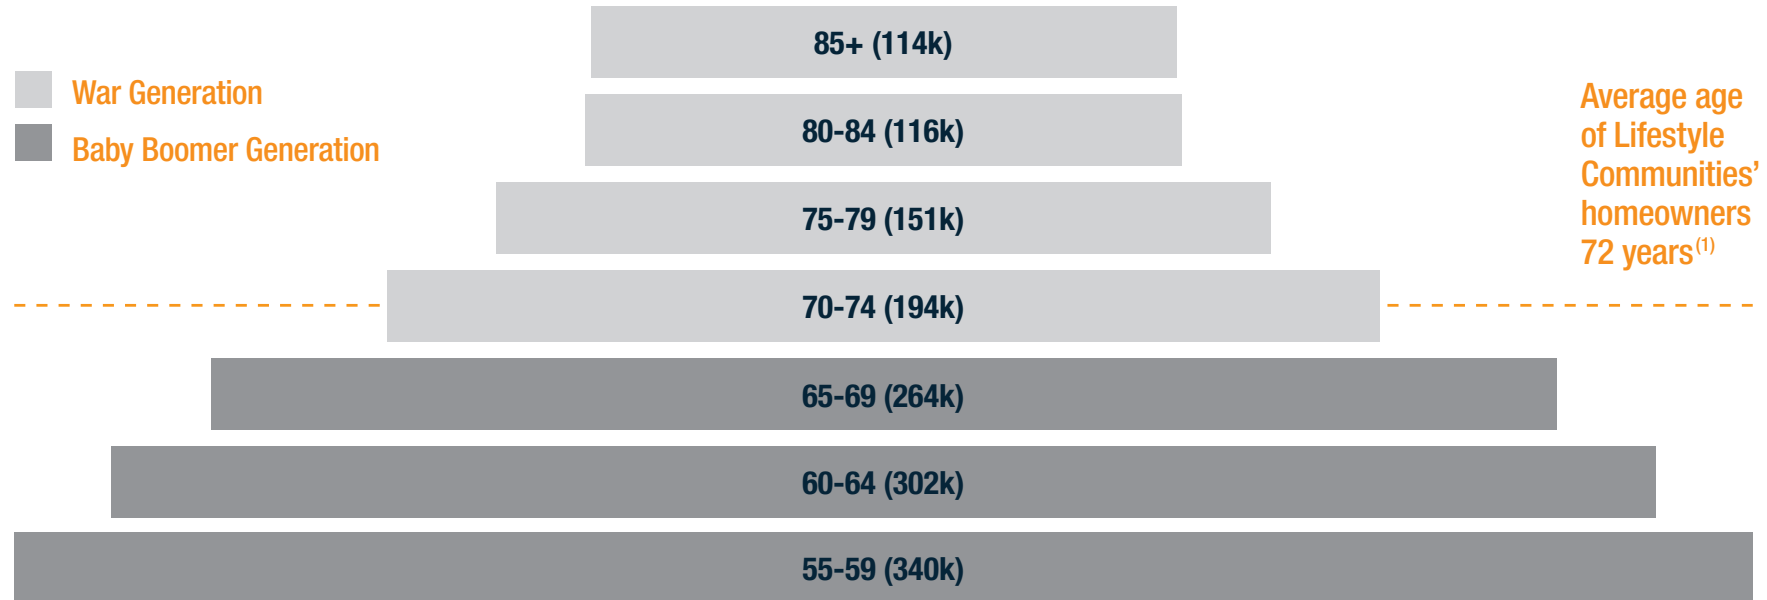 War Generation
Baby Boomer Generation
85+ (114k)
80-84 (116k)
75-79 (151k)
70-74 (194k)
65-69 (264k)
60-64 (302k)
55-59 (340k)
Average age
of Lifestyle
Communities’
homeowners
72 years(1)